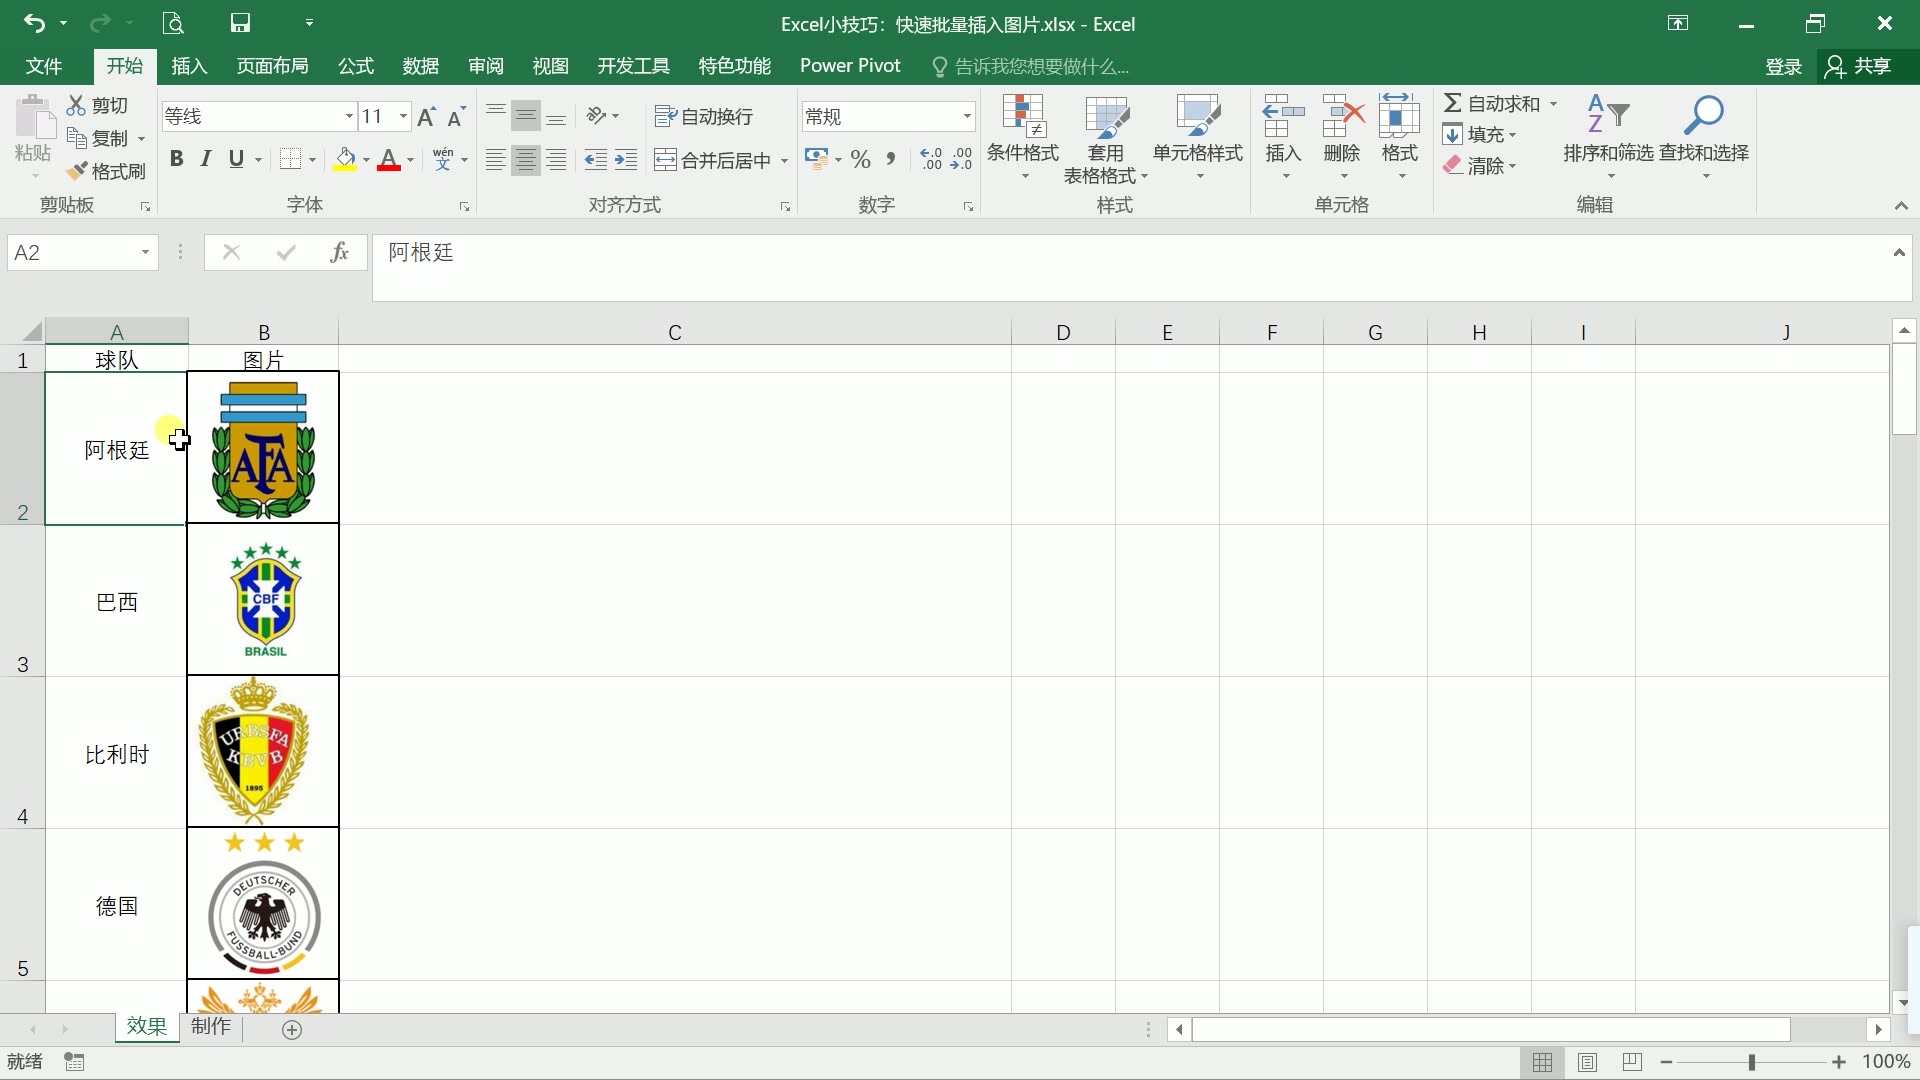 Excel小技巧：快速批量插入图片.xlsx - Excel
文件 开始 插入 页面布局 公式 数据 审阅 视图 开发工具 特色功能 Power Pivot 告诉我您想要做什么... 登录 共享
粘贴 剪切 复制 格式刷
剪贴板
等线 11
B I U A wén 文
字体
自动换行
合并后居中
对齐方式
常规
% , .0 .00 .00 .0
数字
条件格式 套用表格格式 单元格样式
样式
插入 删除 格式
单元格
Σ 自动求和 填充 清除
排序和筛选 查找和选择
编辑
A2 fx 阿根廷
A B C D E F G H I J
1 球队 图片
2 阿根廷 AFA
3 巴西 CBF BRASIL
4 比利时 URBSFA KBVB 1895
5 德国 DEUTSCHER FUSSBALL-BUND
效果 制作
就绪 100%